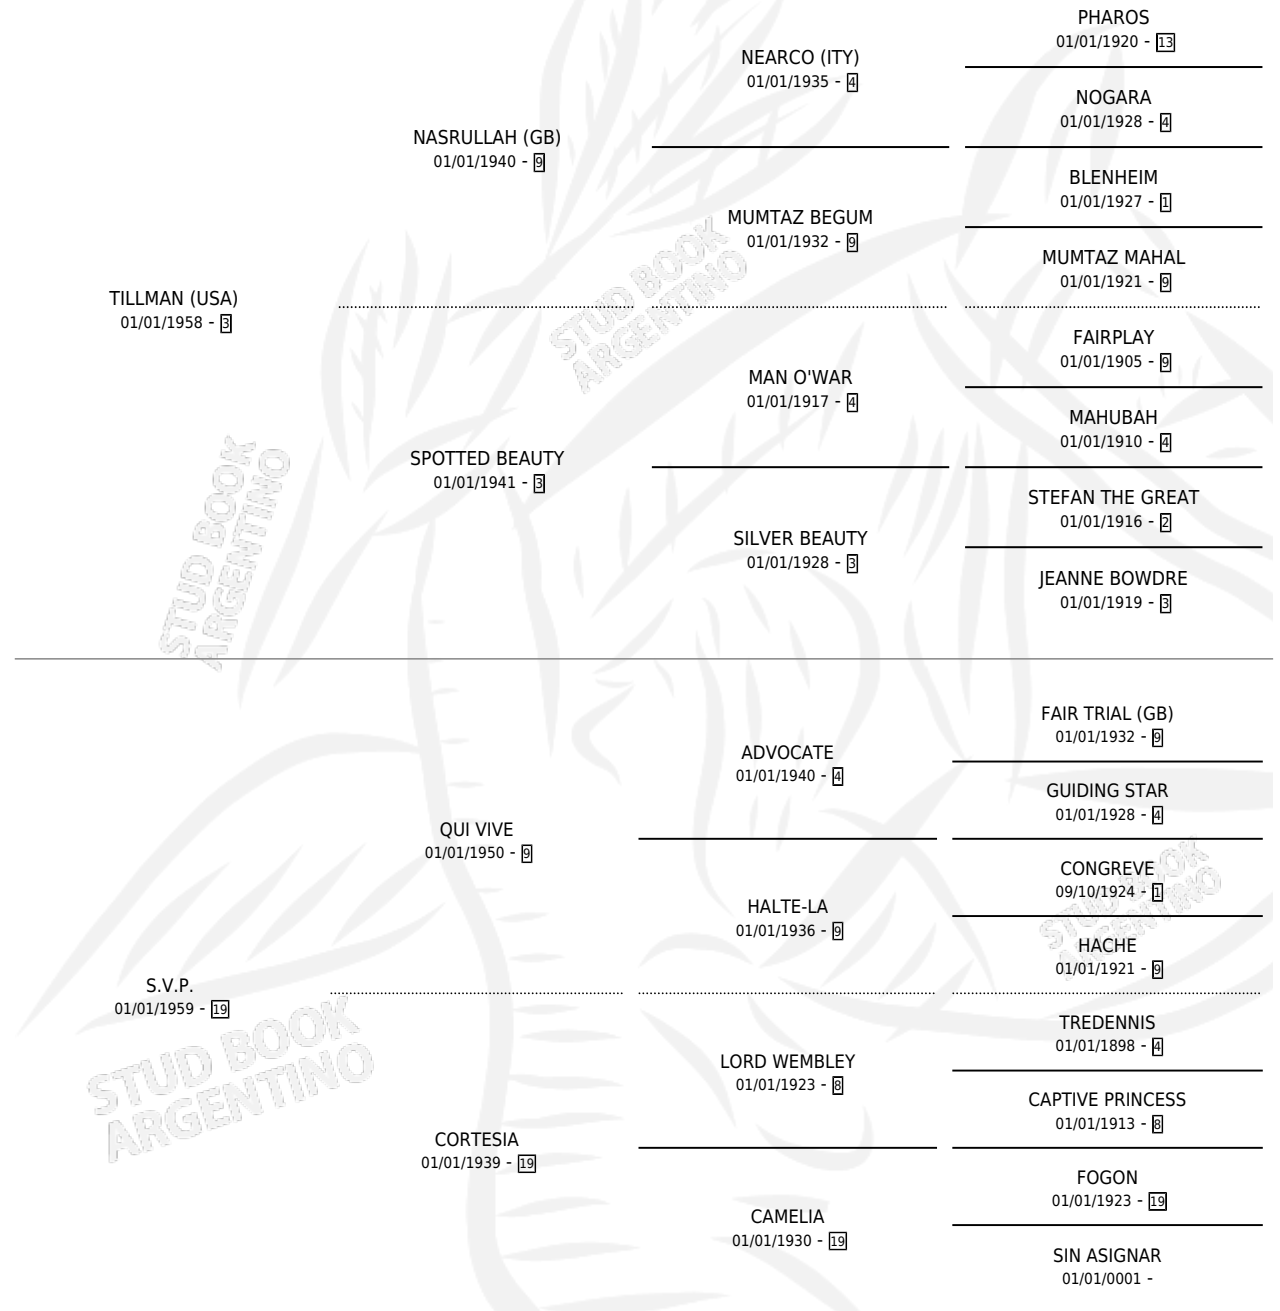 PHAROS
01/01/1920 - 13
NEARCO (ITY)
01/01/1935 - 4
NOGARA
01/01/1928 - 4
NASRULLAH (GB)
01/01/1940 - 9
BLENHEIM
01/01/1927 - 1
MUMTAZ BEGUM
01/01/1932 - 9
MUMTAZ MAHAL
01/01/1921 - 9
TILLMAN (USA)
01/01/1958 - 3
FAIRPLAY
01/01/1905 - 9
MAN O'WAR
01/01/1917 - 4
MAHUBAH
01/01/1910 - 4
SPOTTED BEAUTY
01/01/1941 - 3
STEFAN THE GREAT
01/01/1916 - 2
SILVER BEAUTY
01/01/1928 - 3
JEANNE BOWDRE
01/01/1919 - 3
FAIR TRIAL (GB)
01/01/1932 - 9
ADVOCATE
01/01/1940 - 4
GUIDING STAR
01/01/1928 - 4
QUI VIVE
01/01/1950 - 9
CONGREVE
09/10/1924 - 1
HALTE-LA
01/01/1936 - 9
HACHE
01/01/1921 - 9
S.V.P.
01/01/1959 - 19
TREDENNIS
01/01/1898 - 4
LORD WEMBLEY
01/01/1923 - 8
CAPTIVE PRINCESS
01/01/1913 - 8
CORTESIA
01/01/1939 - 19
FOGON
01/01/1923 - 19
CAMELIA
01/01/1930 - 19
SIN ASIGNAR
01/01/0001 -
STUD BOOK
ARGENTINO
STUD BOOK
ARGENTINO
STUD BOOK
ARGENTINO
STUD BOOK
ARGENTINO